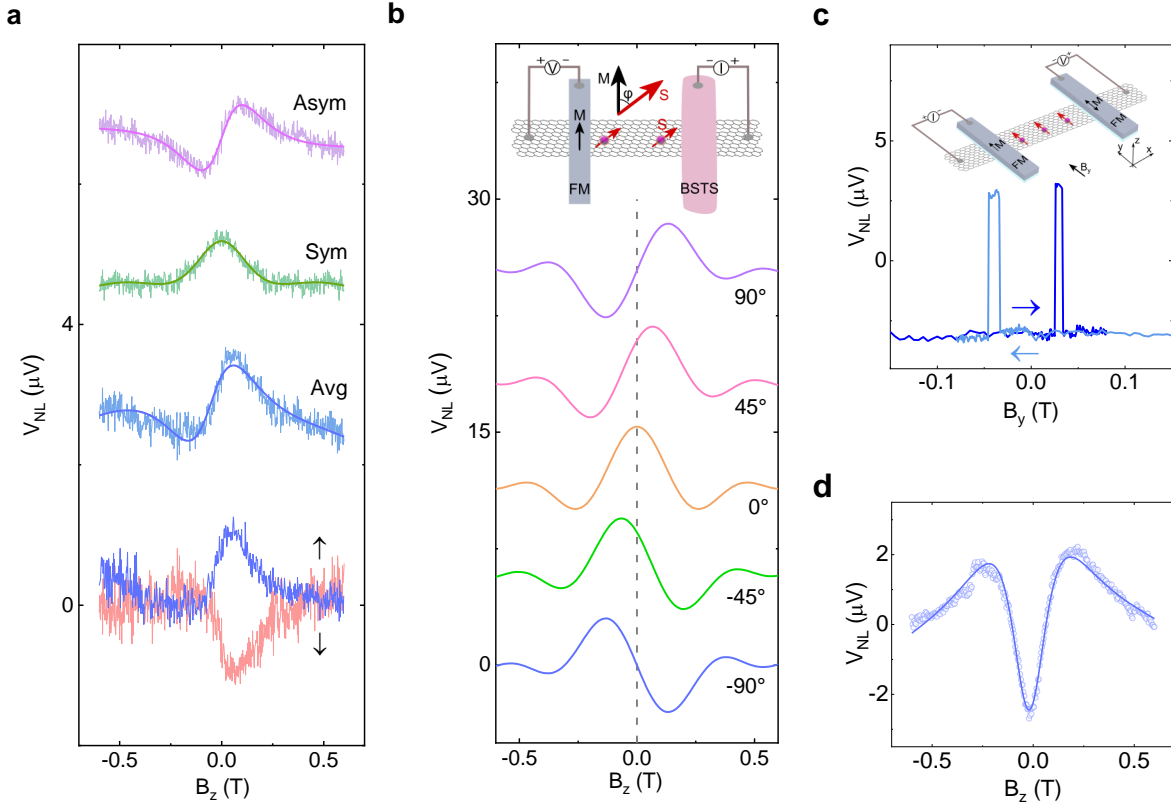 a
Asym
Sym
Avg
↑
↓
4
0
V_NL (μV)
-0.5 0.0 0.5
B_z (T)
b
+ V -
- I +
M
φ
S
M
S
FM
BSTS
30
15
0
V_NL (μV)
90°
45°
0°
-45°
-90°
-0.5 0.0 0.5
B_z (T)
c
- V +
- I +
M
FM
M
FM
z
y
x
B_y
5
0
V_NL (μV)
→
←
-0.1 0.0 0.1
B_y (T)
d
2
0
-2
V_NL (μV)
-0.5 0.0 0.5
B_z (T)